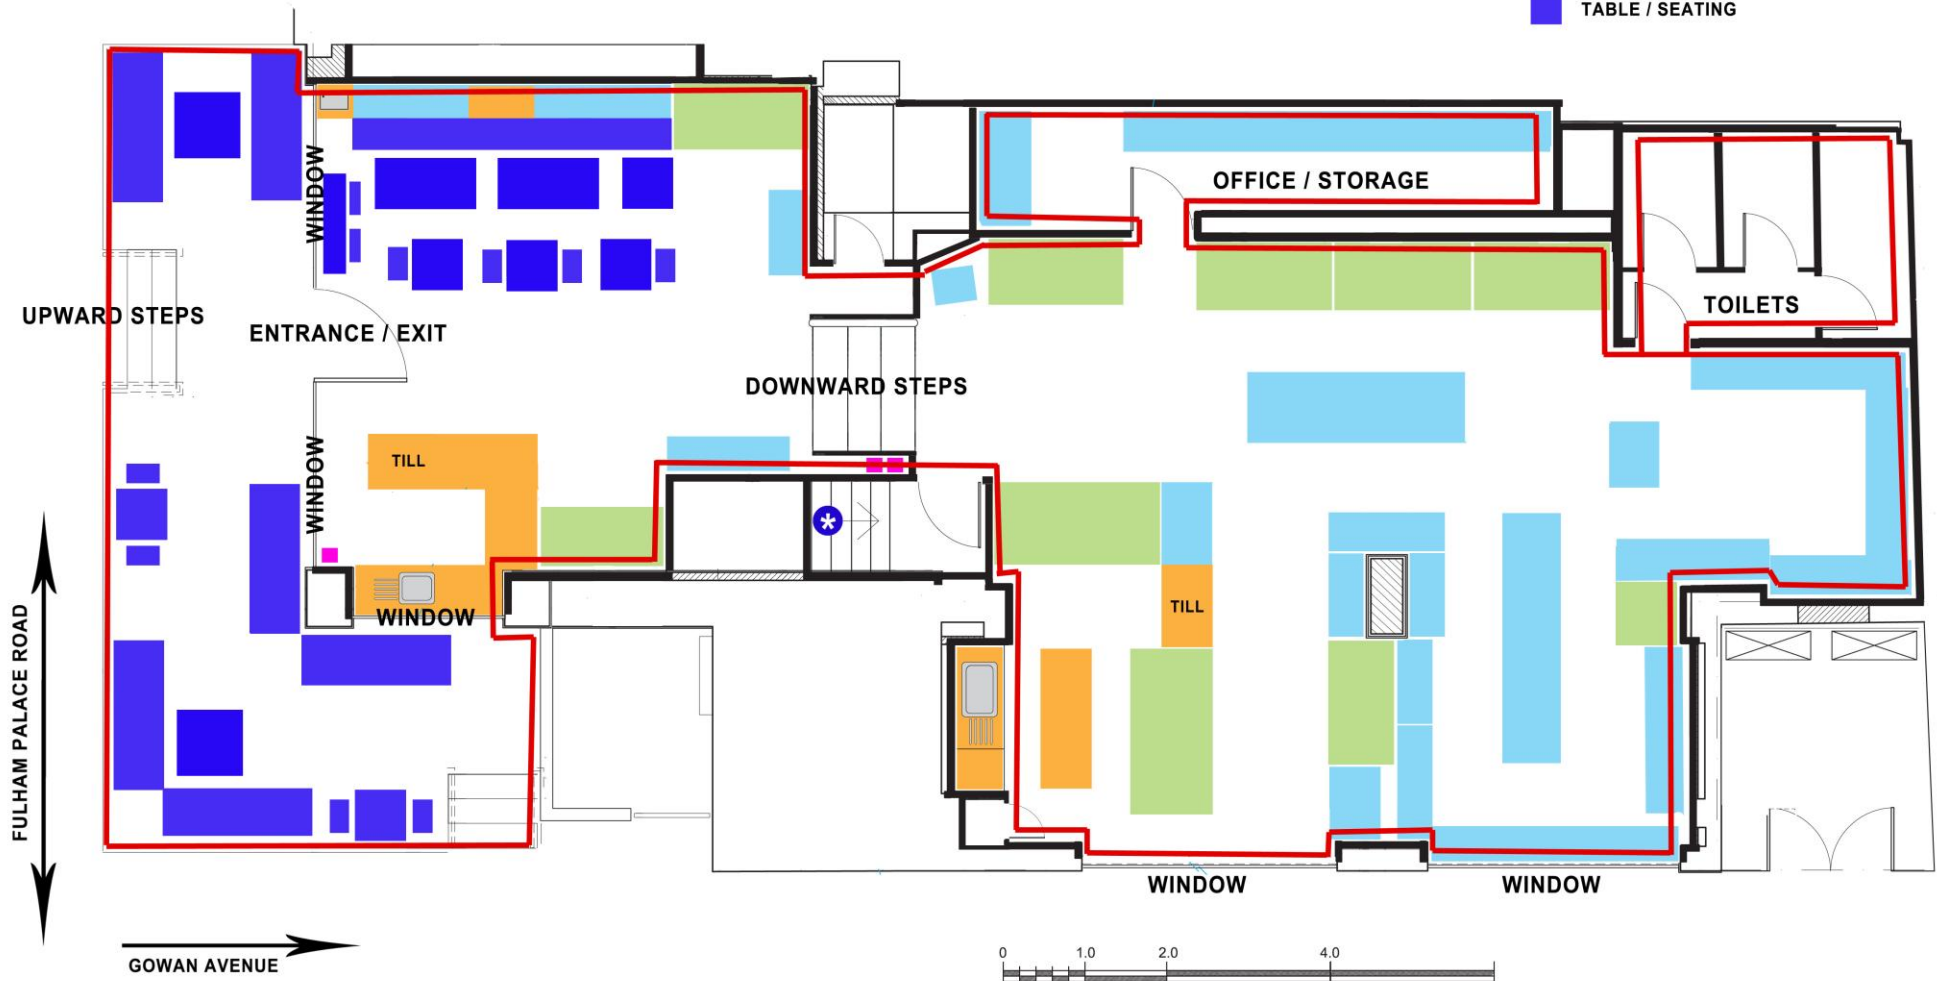 TABLE / SEATING
WINDOW
OFFICE / STORAGE
UPWARD STEPS
ENTRANCE / EXIT
TOILETS
DOWNWARD STEPS
WINDOW
TILL
*
TILL
WINDOW
FULHAM PALACE ROAD
WINDOW
WINDOW
GOWAN AVENUE
0 1.0 2.0 4.0